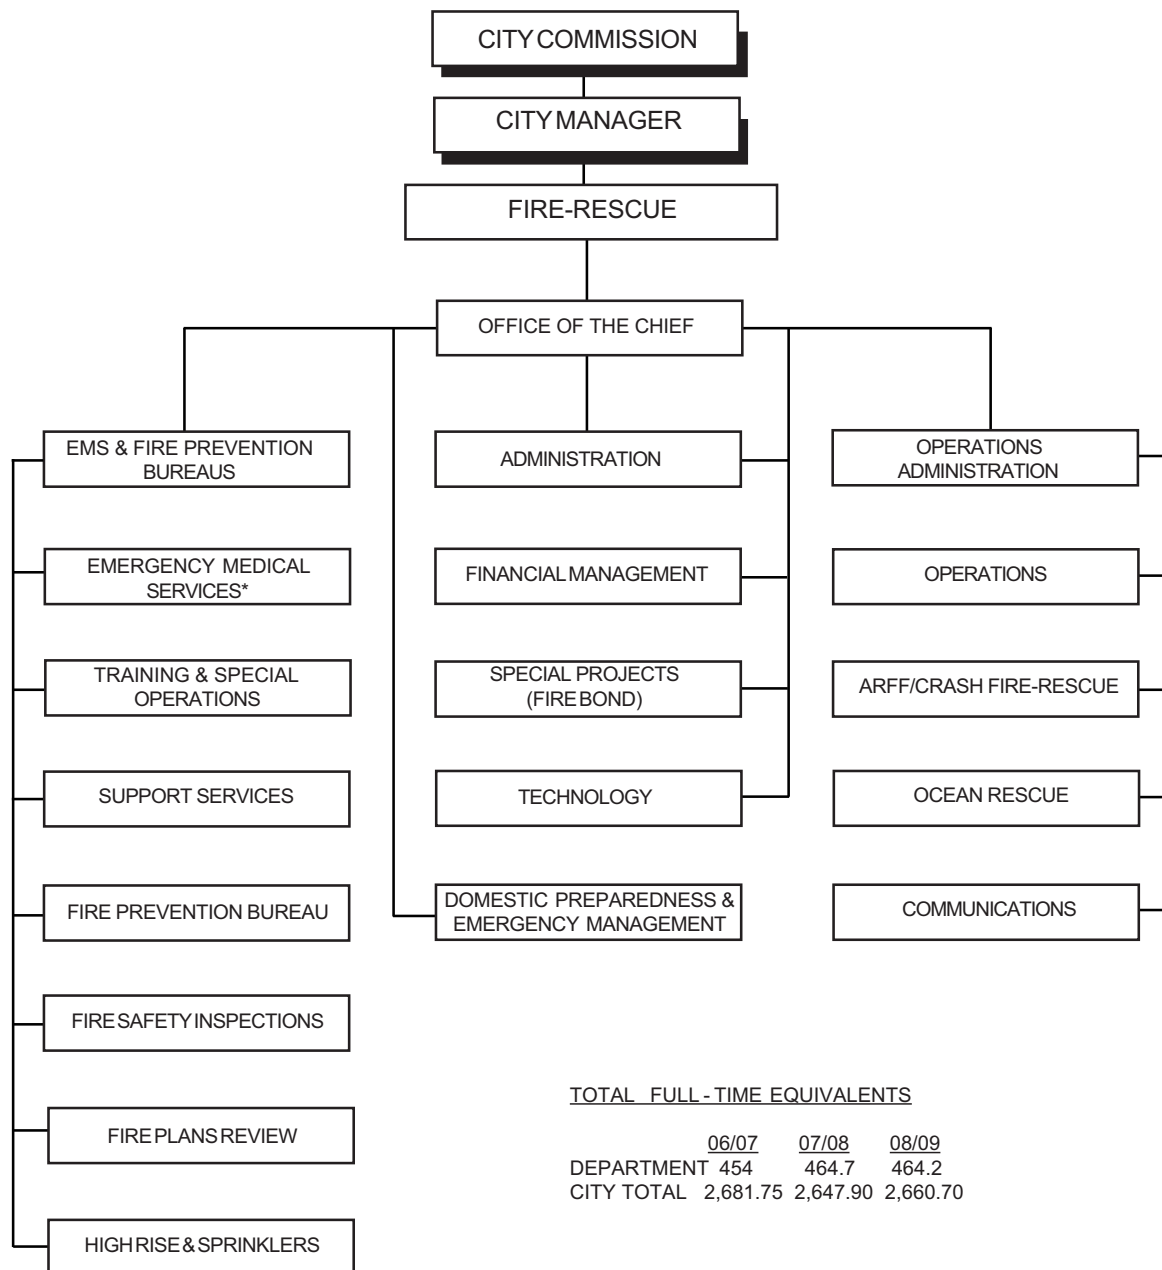 CITY COMMISSION
CITY MANAGER
FIRE-RESCUE
OFFICE OF THE CHIEF
EMS & FIRE PREVENTION
BUREAUS
EMERGENCY MEDICAL
SERVICES*
TRAINING & SPECIAL
OPERATIONS
SUPPORT SERVICES
FIRE PREVENTION BUREAU
FIRE SAFETY INSPECTIONS
FIRE PLANS REVIEW
HIGH RISE & SPRINKLERS
ADMINISTRATION
FINANCIAL MANAGEMENT
SPECIAL PROJECTS
(FIRE BOND)
TECHNOLOGY
DOMESTIC PREPAREDNESS &
EMERGENCY MANAGEMENT
OPERATIONS
ADMINISTRATION
OPERATIONS
ARFF/CRASH FIRE-RESCUE
OCEAN RESCUE
COMMUNICATIONS
TOTAL FULL - TIME EQUIVALENTS
06/07 07/08 08/09
DEPARTMENT 454 464.7 464.2
CITY TOTAL 2,681.75 2,647.90 2,660.70